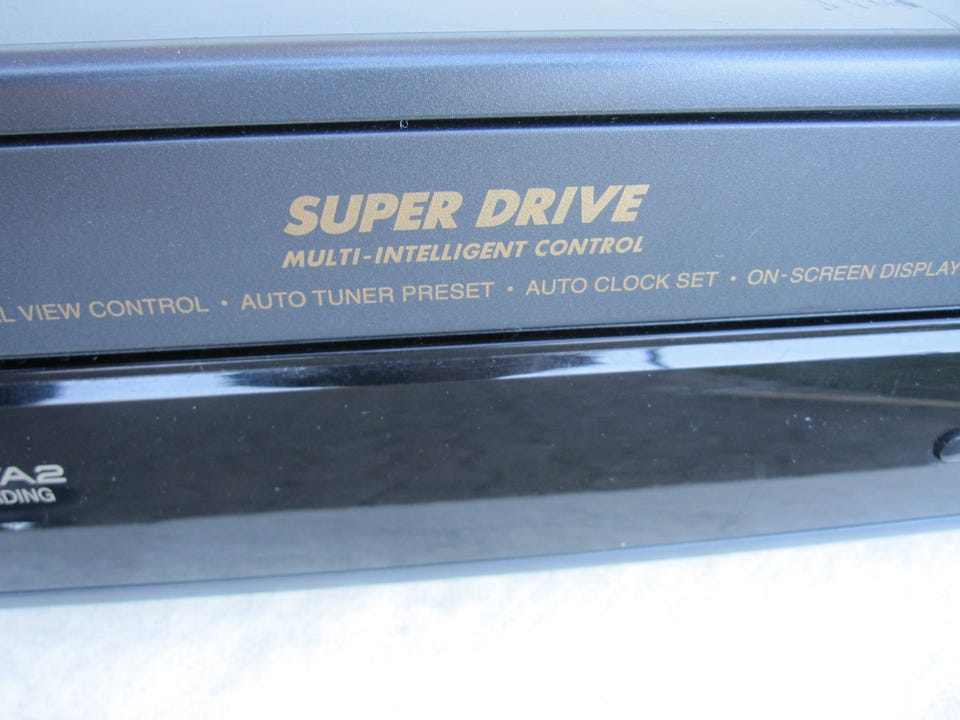 SUPER DRIVE
MULTI-INTELLIGENT CONTROL
VIEW CONTROL • AUTO TUNER PRESET • AUTO CLOCK SET • ON-SCREEN DISPLAY